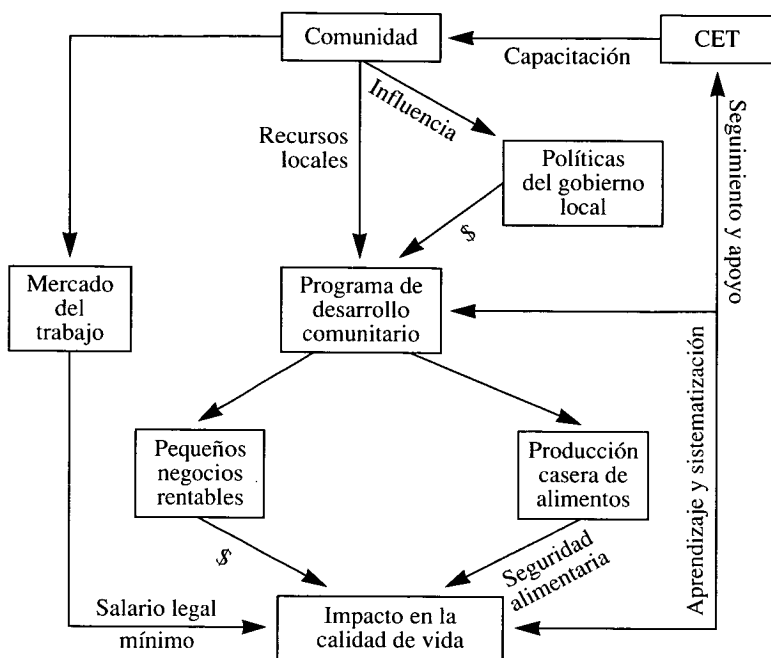 Comunidad
CET
Capacitación
Influencia
Recursos
locales
Políticas
del gobierno
local
$
Seguimiento y apoyo
Mercado
del
trabajo
Programa de
desarrollo
comunitario
Aprendizaje y sistematización
Pequeños
negocios
rentables
Producción
casera de
alimentos
$
Seguridad
alimentaria
Salario legal
mínimo
Impacto en la
calidad de vida